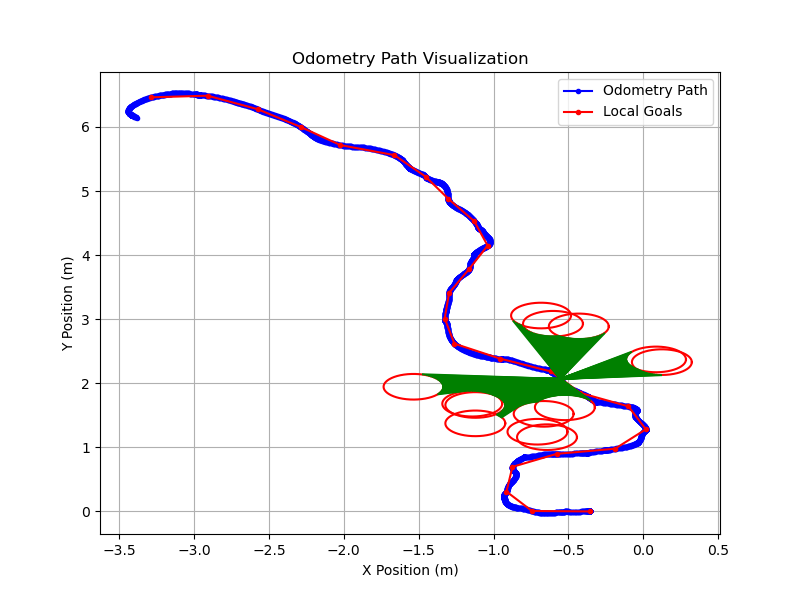 Odometry Path Visualization
Odometry Path
Local Goals
Y Position (m)
6
5
4
3
2
1
0
−3.5 −3.0 −2.5 −2.0 −1.5 −1.0 −0.5 0.0 0.5
X Position (m)